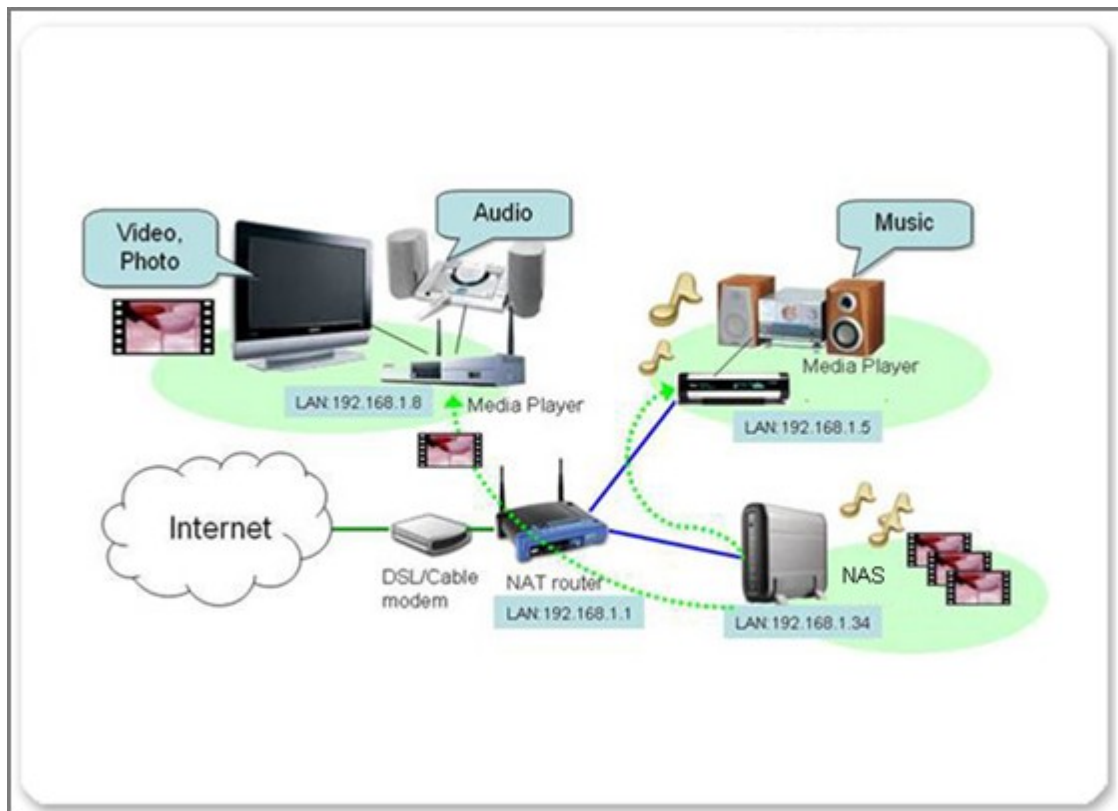 Video,
Photo
Audio
Music
LAN:192.168.1.8
Media Player
Media Player
LAN:192.168.1.5
Internet
DSL/Cable
modem
NAT router
LAN:192.168.1.1
NAS
LAN:192.168.1.34